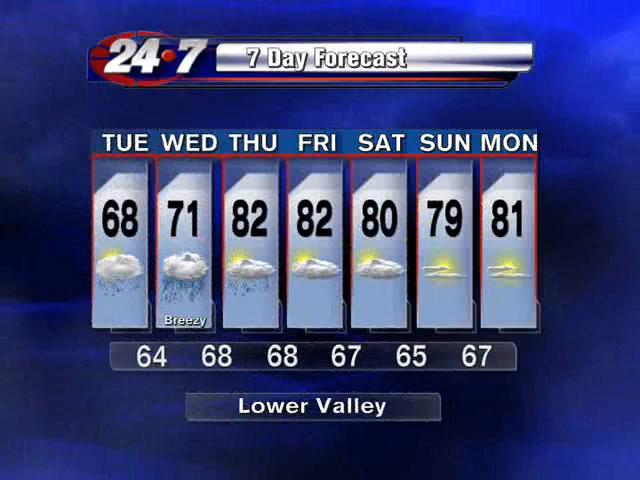 24·7
7 Day Forecast
TUE WED THU FRI SAT SUN MON
68 71 82 82 80 79 81
Breezy
64 68 68 67 65 67
Lower Valley